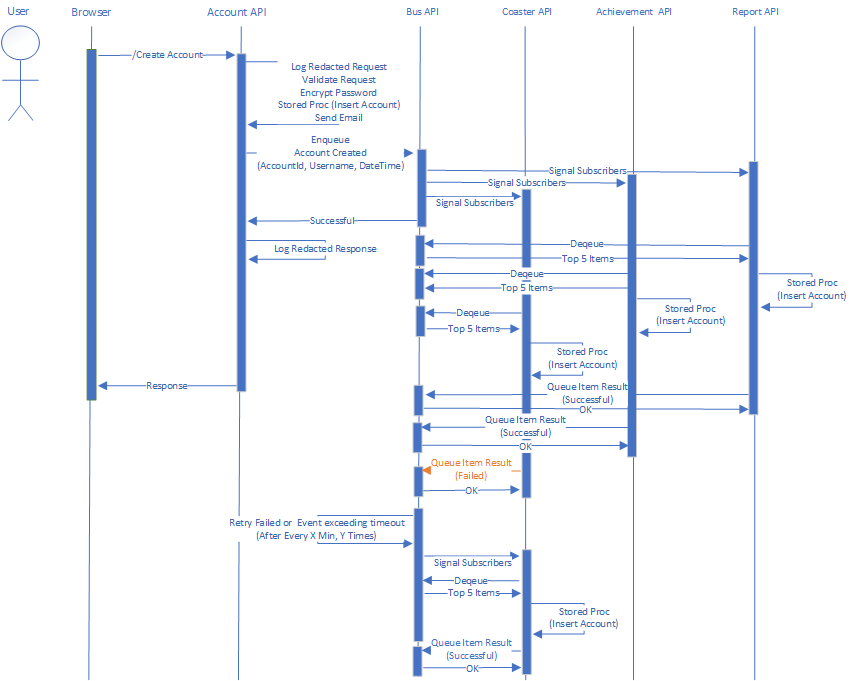 User
Browser
Account API
Bus API
Coaster API
Achievement  API
Report API
/Create Account
Log Redacted Request
Validate Request
Encrypt Password
Stored Proc (Insert Account)
Send Email
Enqueue
Account Created
(AccountId, Username, DateTime)
Signal Subscribers
Signal Subscribers
Signal Subscribers
Successful
Log Redacted Response
Deqeue
Top 5 Items
Deqeue
Top 5 Items
Stored Proc
(Insert Account)
Stored Proc
(Insert Account)
Deqeue
Top 5 Items
Stored Proc
(Insert Account)
Response
Queue Item Result
(Successful)
OK
Queue Item Result
(Successful)
OK
Queue Item Result
(Failed)
OK
Retry Failed or  Event exceeding timeout
(After Every X Min, Y Times)
Signal Subscribers
Deqeue
Top 5 Items
Stored Proc
(Insert Account)
Queue Item Result
(Successful)
OK